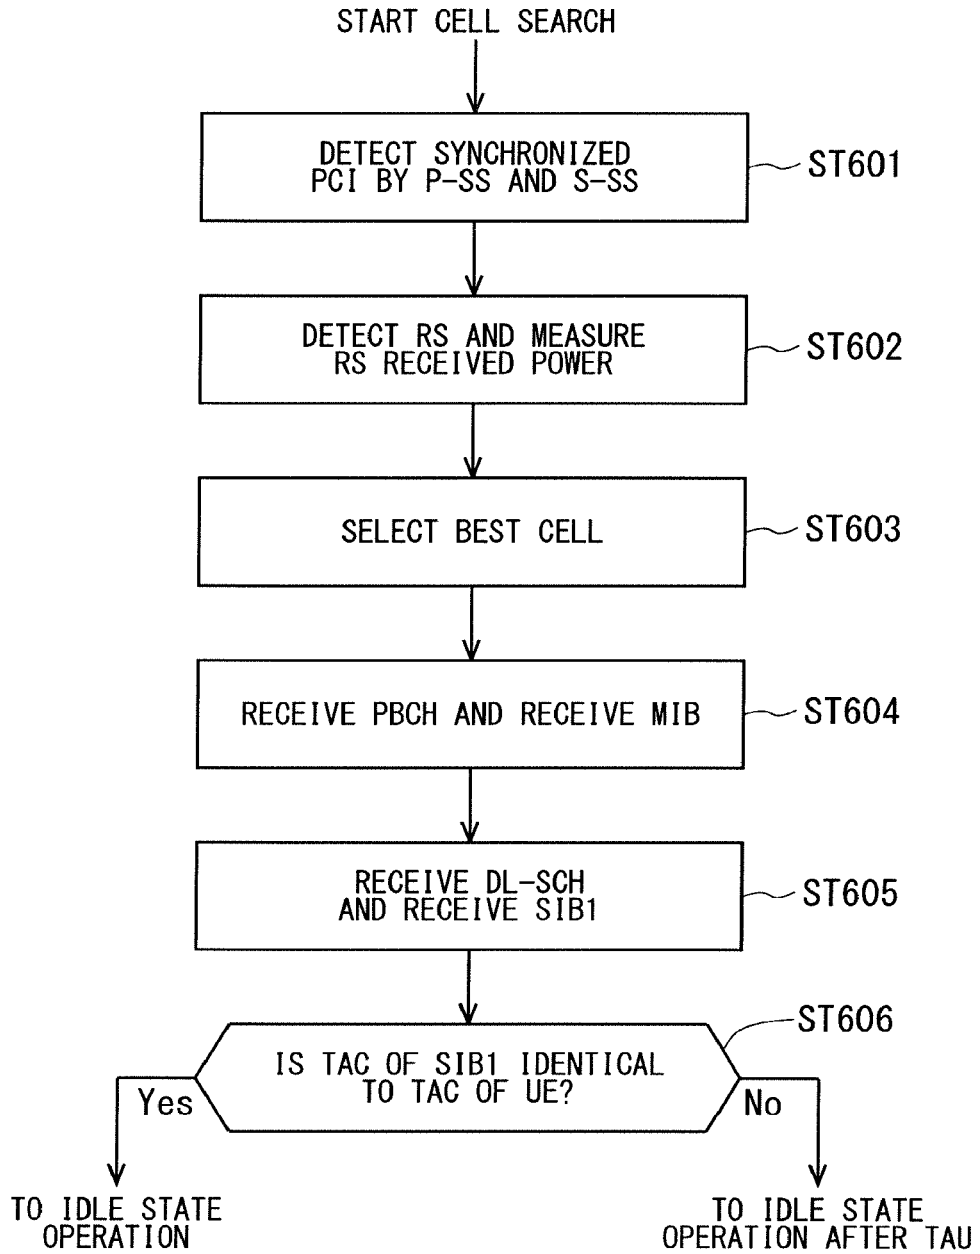 START CELL SEARCH
DETECT SYNCHRONIZED
PCI BY P-SS AND S-SS
ST601
DETECT RS AND MEASURE
RS RECEIVED POWER
ST602
SELECT BEST CELL
ST603
RECEIVE PBCH AND RECEIVE MIB
ST604
RECEIVE DL-SCH
AND RECEIVE SIB1
ST605
IS TAC OF SIB1 IDENTICAL
TO TAC OF UE?
ST606
Yes
No
TO IDLE STATE
OPERATION
TO IDLE STATE
OPERATION AFTER TAU